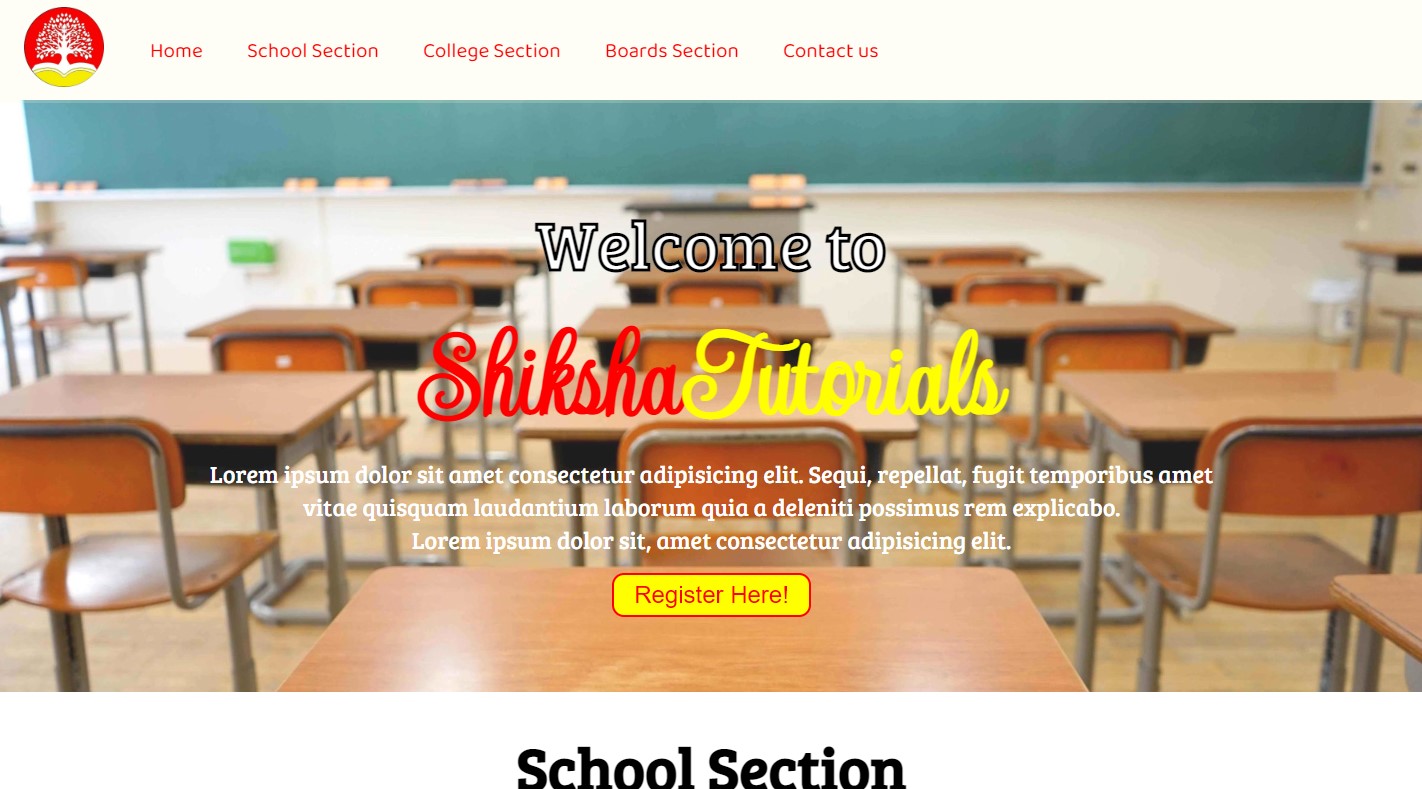 Home School Section College Section Boards Section Contact us
Welcome to
ShikshaTutorials
Lorem ipsum dolor sit amet consectetur adipisicing elit. Sequi, repellat, fugit temporibus amet
vitae quisquam laudantium laborum quia a deleniti possimus rem explicabo.
Lorem ipsum dolor sit, amet consectetur adipisicing elit.
Register Here!
School Section